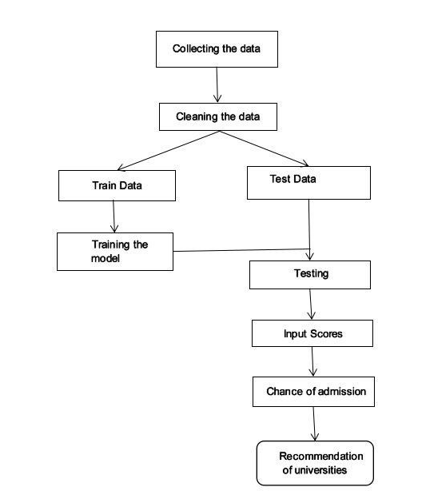 Collecting the data
Cleaning the data
Train Data
Test Data
Training the
model
Testing
Input Scores
Chance of admission
Recommendation
of universities